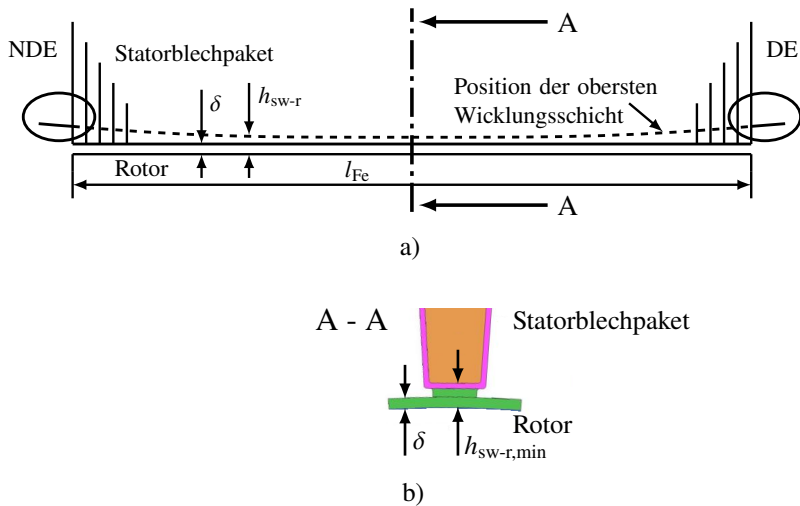 A
NDE
Statorblechpaket
DE
δ
h_sw-r
Position der obersten
Wicklungsschicht
Rotor
l_Fe
A
a)
A - A
Statorblechpaket
Rotor
δ
h_sw-r,min
b)